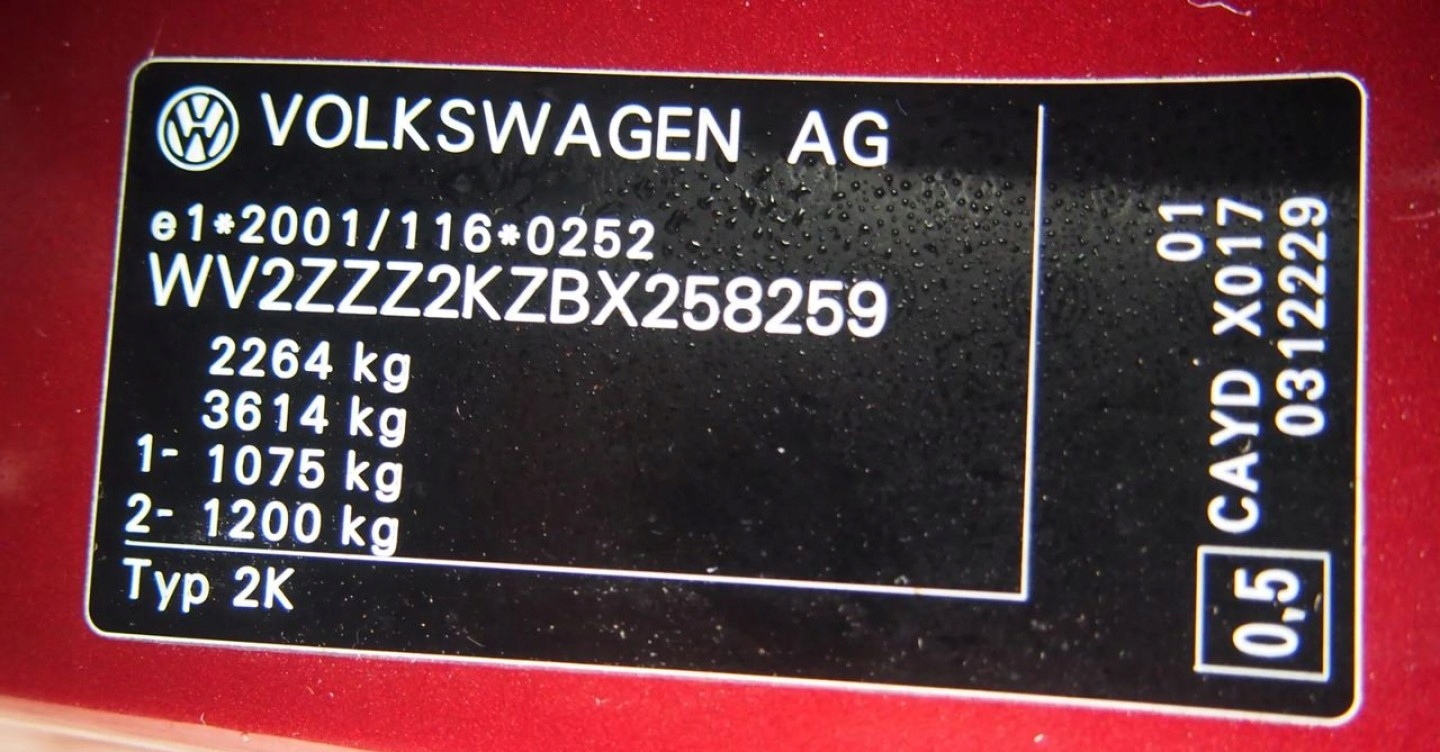 VOLKSWAGEN AG
e1*2001/116*0252
WV2ZZZ2KZBX258259
2264 kg
3614 kg
1- 1075 kg
2- 1200 kg
Typ 2K
01
CAYD X017
0312229
0,5